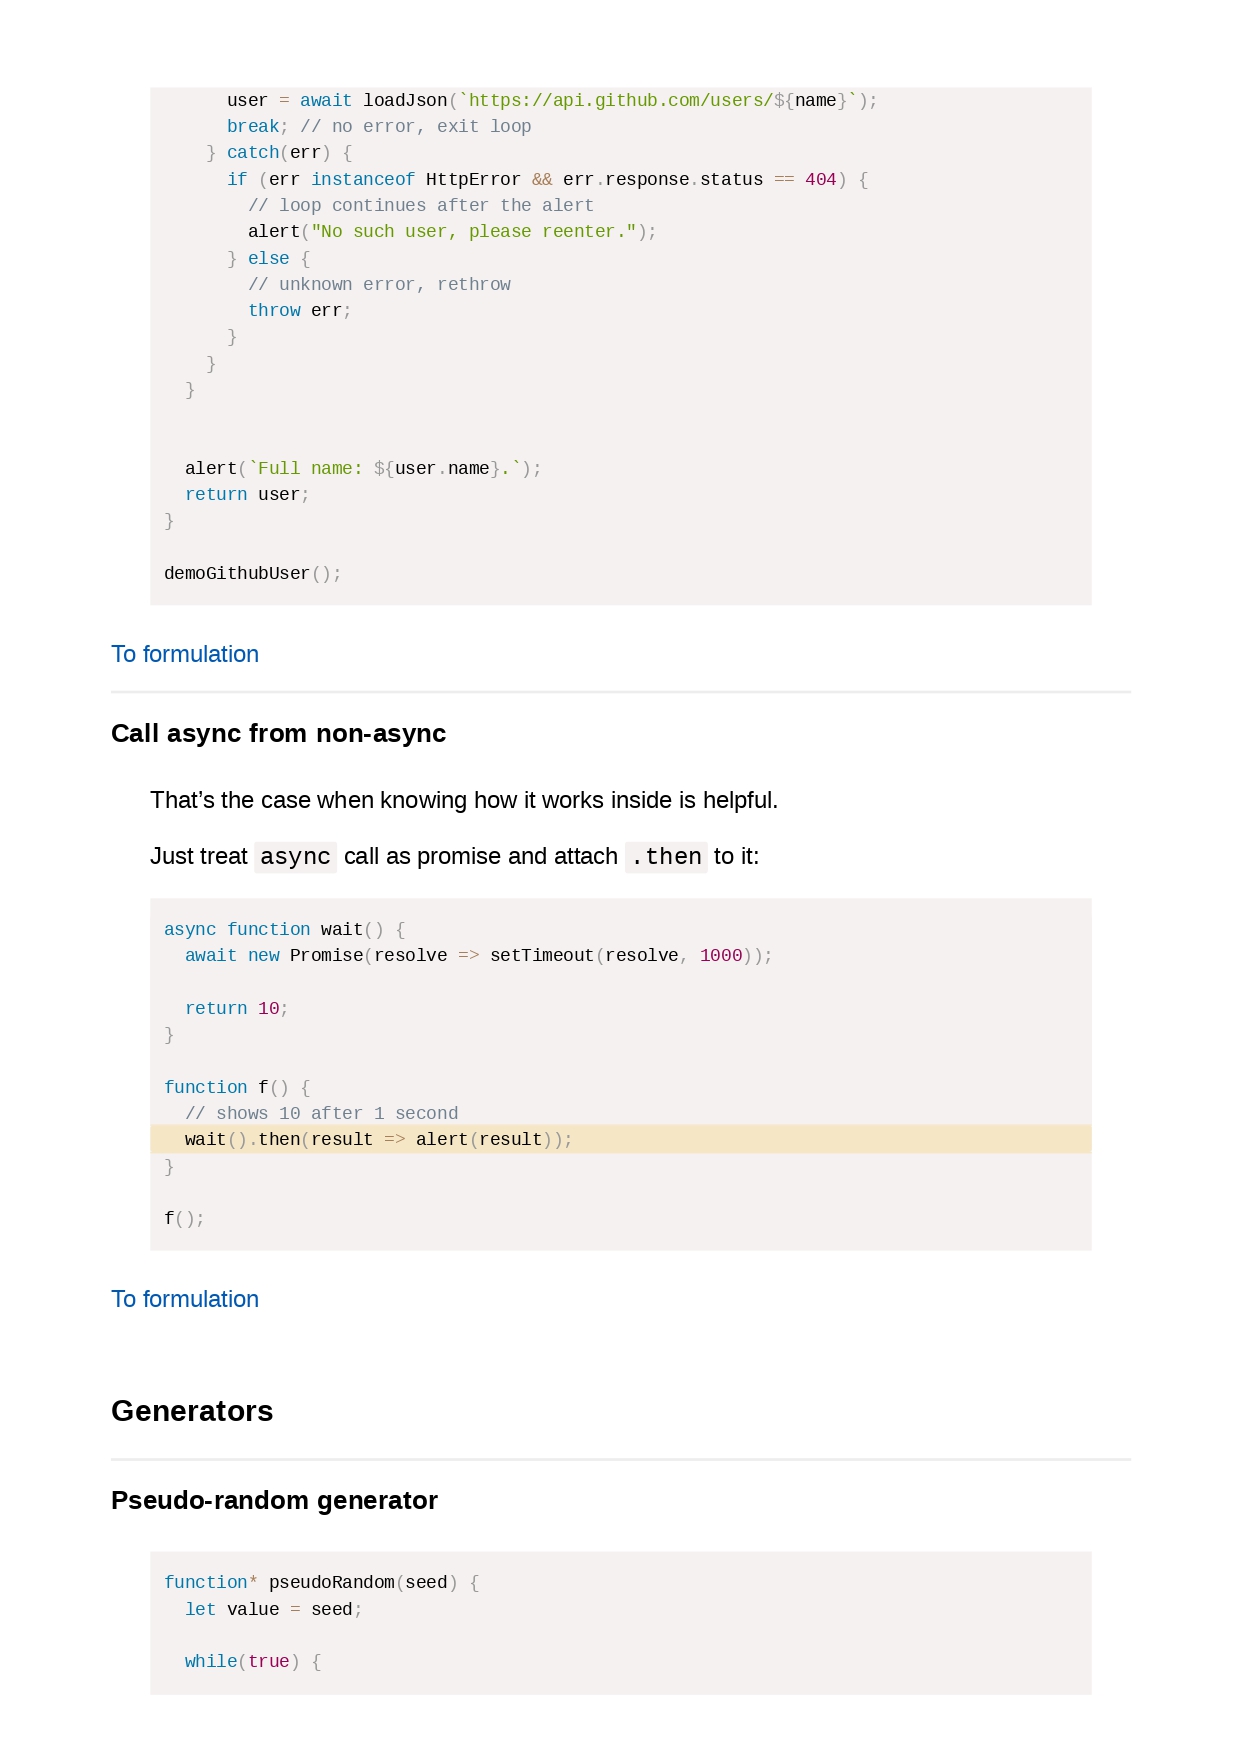 user = await loadJson(`https://api.github.com/users/${name}`);
      break; // no error, exit loop
    } catch(err) {
      if (err instanceof HttpError && err.response.status == 404) {
        // loop continues after the alert
        alert("No such user, please reenter.");
      } else {
        // unknown error, rethrow
        throw err;
      }
    }
  }

  alert(`Full name: ${user.name}.`);
  return user;
}

demoGithubUser();
To formulation
Call async from non-async
That’s the case when knowing how it works inside is helpful.
Just treat async call as promise and attach .then to it:
async function wait() {
  await new Promise(resolve => setTimeout(resolve, 1000));

  return 10;
}

function f() {
  // shows 10 after 1 second
  wait().then(result => alert(result));
}

f();
To formulation
Generators
Pseudo-random generator
function* pseudoRandom(seed) {
  let value = seed;

  while(true) {